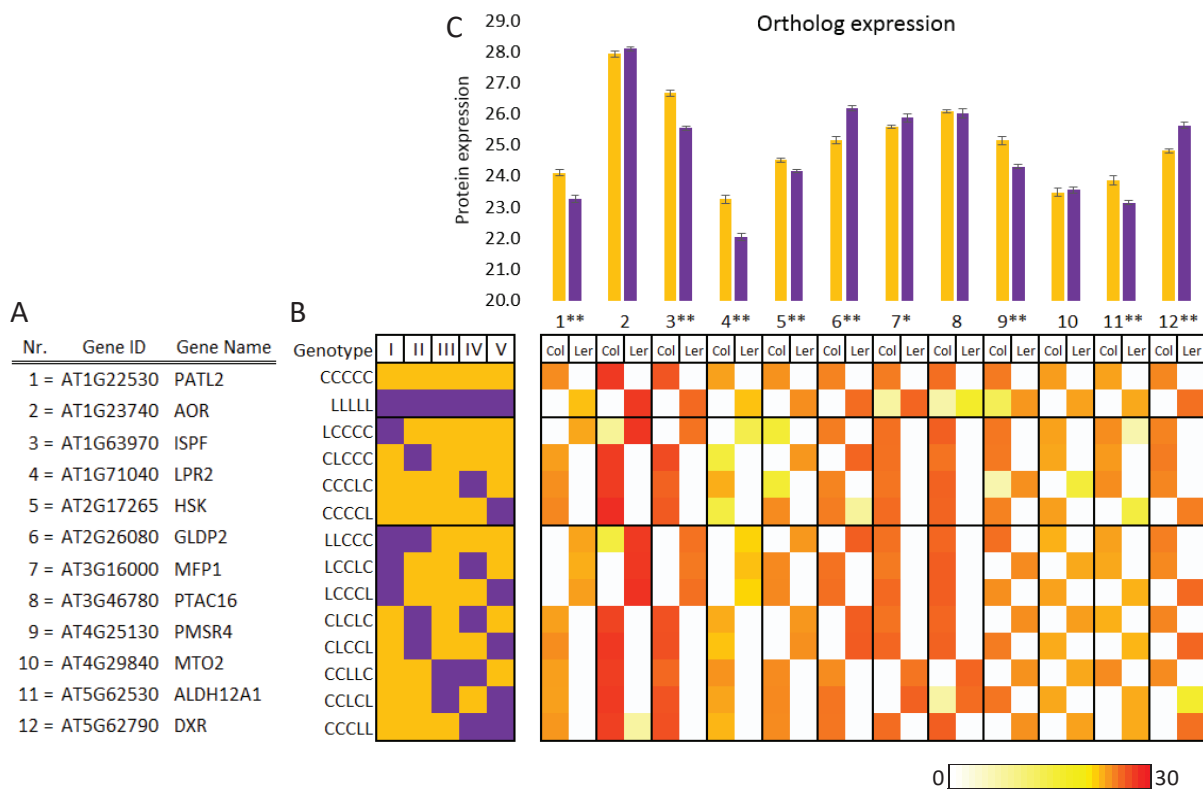 C
Ortholog expression
Protein expression
29.0
28.0
27.0
26.0
25.0
24.0
23.0
22.0
21.0
20.0
1** 2 3** 4** 5** 6** 7* 8 9** 10 11** 12**
A
Nr. Gene ID Gene Name
1 = AT1G22530 PATL2
2 = AT1G23740 AOR
3 = AT1G63970 ISPF
4 = AT1G71040 LPR2
5 = AT2G17265 HSK
6 = AT2G26080 GLDP2
7 = AT3G16000 MFP1
8 = AT3G46780 PTAC16
9 = AT4G25130 PMSR4
10 = AT4G29840 MTO2
11 = AT5G62530 ALDH12A1
12 = AT5G62790 DXR
B
Genotype I II III IV V Col Ler Col Ler Col Ler Col Ler Col Ler Col Ler Col Ler Col Ler Col Ler Col Ler Col Ler Col Ler
CCCCC
LLLLL
LCCCC
CLCCC
CCCLC
CCCCL
LLCCC
LCCLC
LCCCL
CLCLC
CLCCL
CCLLC
CCLCL
CCCLL
0 30